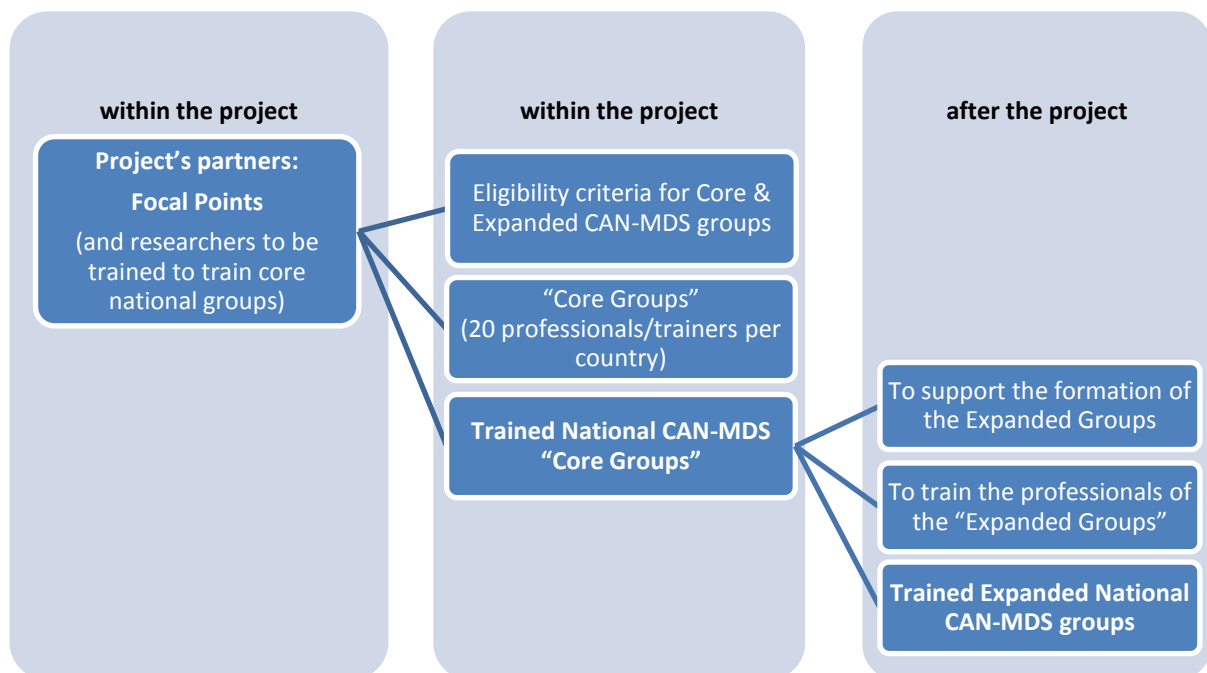 within the project
Project's partners:
Focal Points
(and researchers to be
trained to train core
national groups)
within the project
Eligibility criteria for Core &
Expanded CAN-MDS groups
“Core Groups”
(20 professionals/trainers per
country)
Trained National CAN-MDS
“Core Groups”
after the project
To support the formation of
the Expanded Groups
To train the professionals of
the “Expanded Groups”
Trained Expanded National
CAN-MDS groups